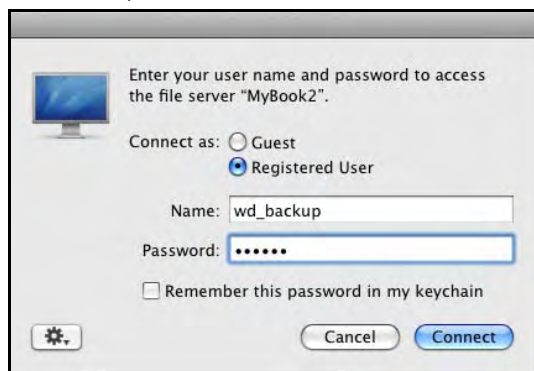 Enter your user name and password to access
the file server “MyBook2”.
Connect as: Guest
Registered User
Name: wd_backup
Password: ••••••
Remember this password in my keychain
Cancel Connect